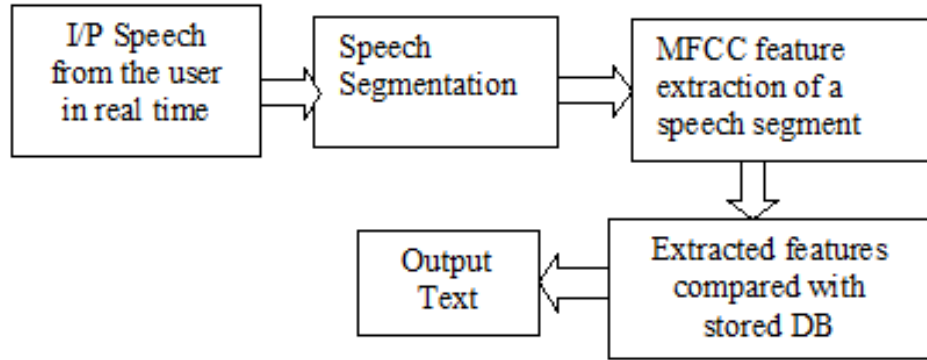 I/P Speech
from the user
in real time
Speech
Segmentation
MFCC feature
extraction of a
speech segment
Extracted features
compared with
stored DB
Output
Text